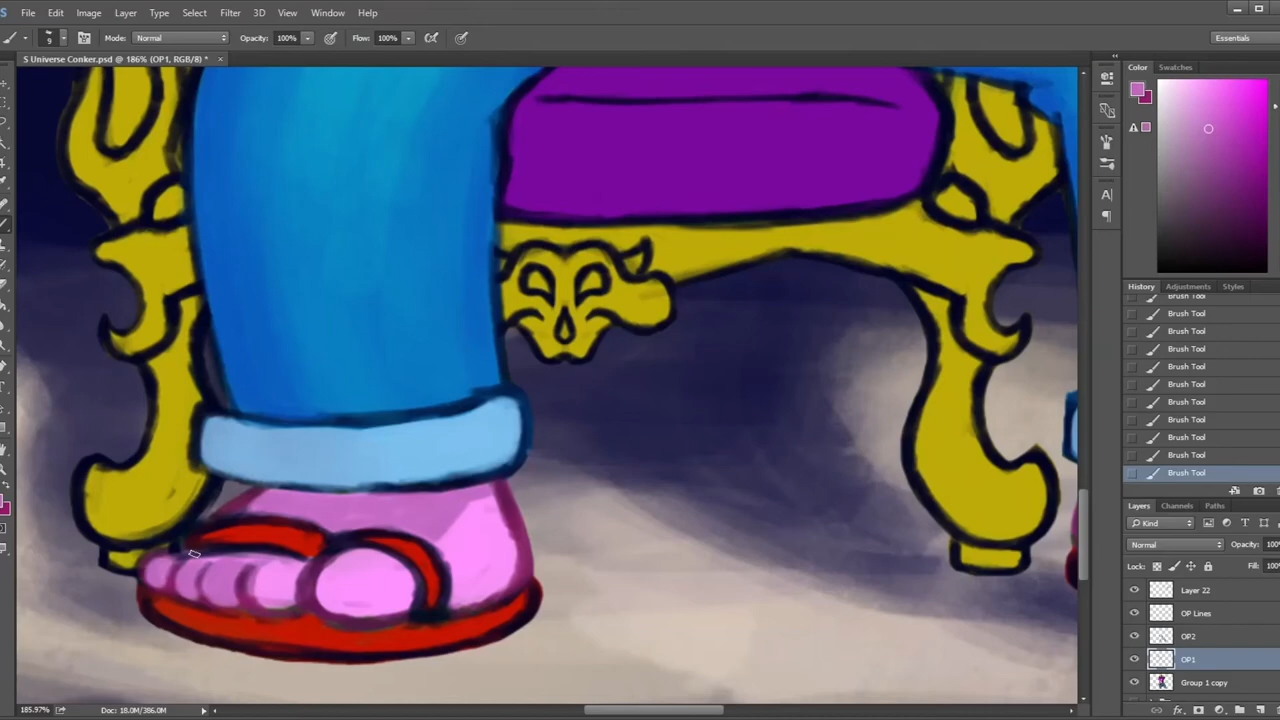 File Edit Image Layer Type Select Filter 3D View Window Help
9 Mode: Normal Opacity: 100% Flow: 100% Essentials
S Universe Conker.psd @ 186% (OP1, RGB/8) * ×
Color Swatches
History Adjustments Styles
Brush Tool
Brush Tool
Brush Tool
Brush Tool
Brush Tool
Brush Tool
Brush Tool
Brush Tool
Brush Tool
Brush Tool
Brush Tool
Layers Channels Paths
Kind
Normal Opacity: 100%
Lock: Fill: 100%
Layer 22
OP Lines
OP2
OP1
Group 1 copy
185.97% Doc: 18.0M/386.0M